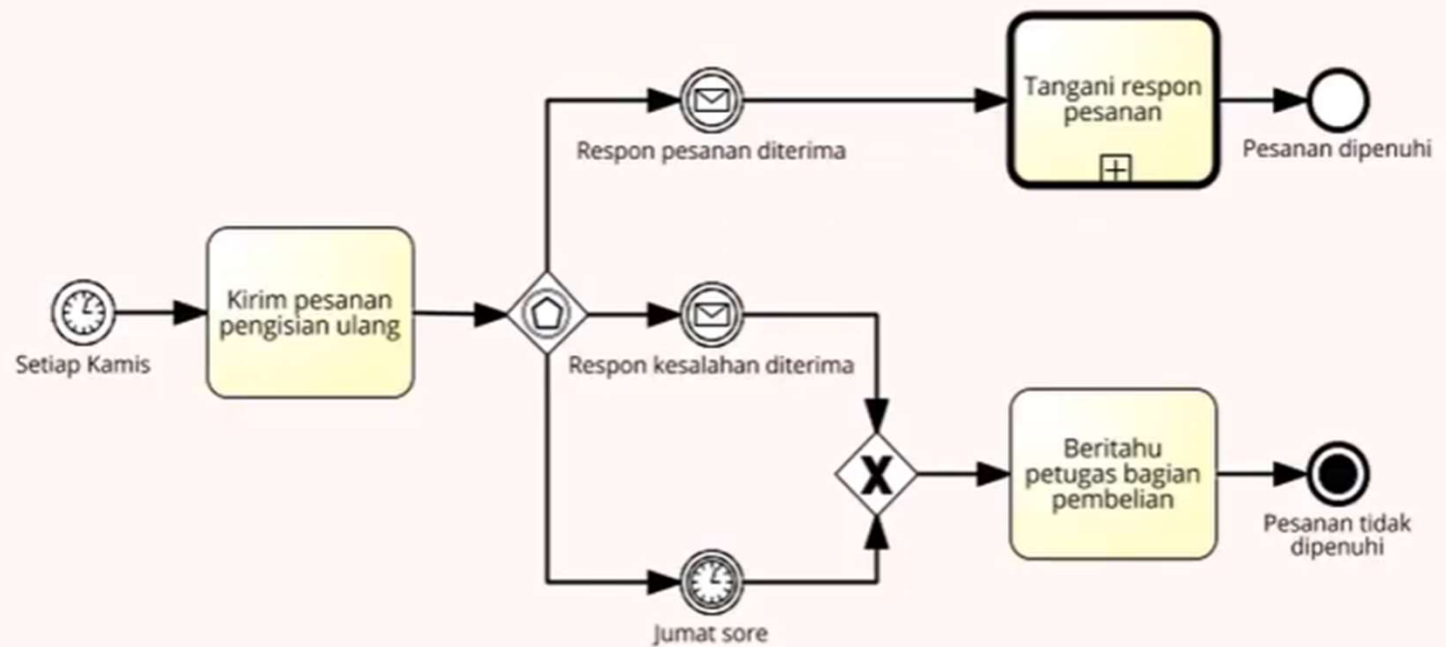 Tangani respon
pesanan
Respon pesanan diterima
Pesanan dipenuhi
Kirim pesanan
pengisian ulang
Setiap Kamis
Respon kesalahan diterima
X
Beritahu
petugas bagian
pembelian
Pesanan tidak
dipenuhi
Jumat sore